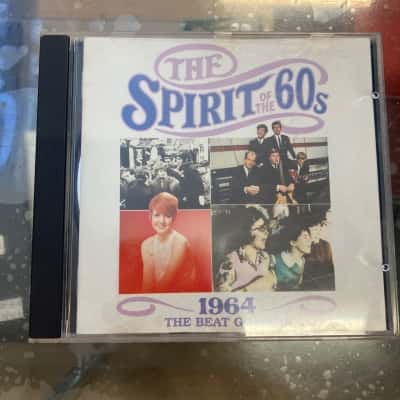 THE
SPIRIT OF THE 60s
1964
THE BEAT G